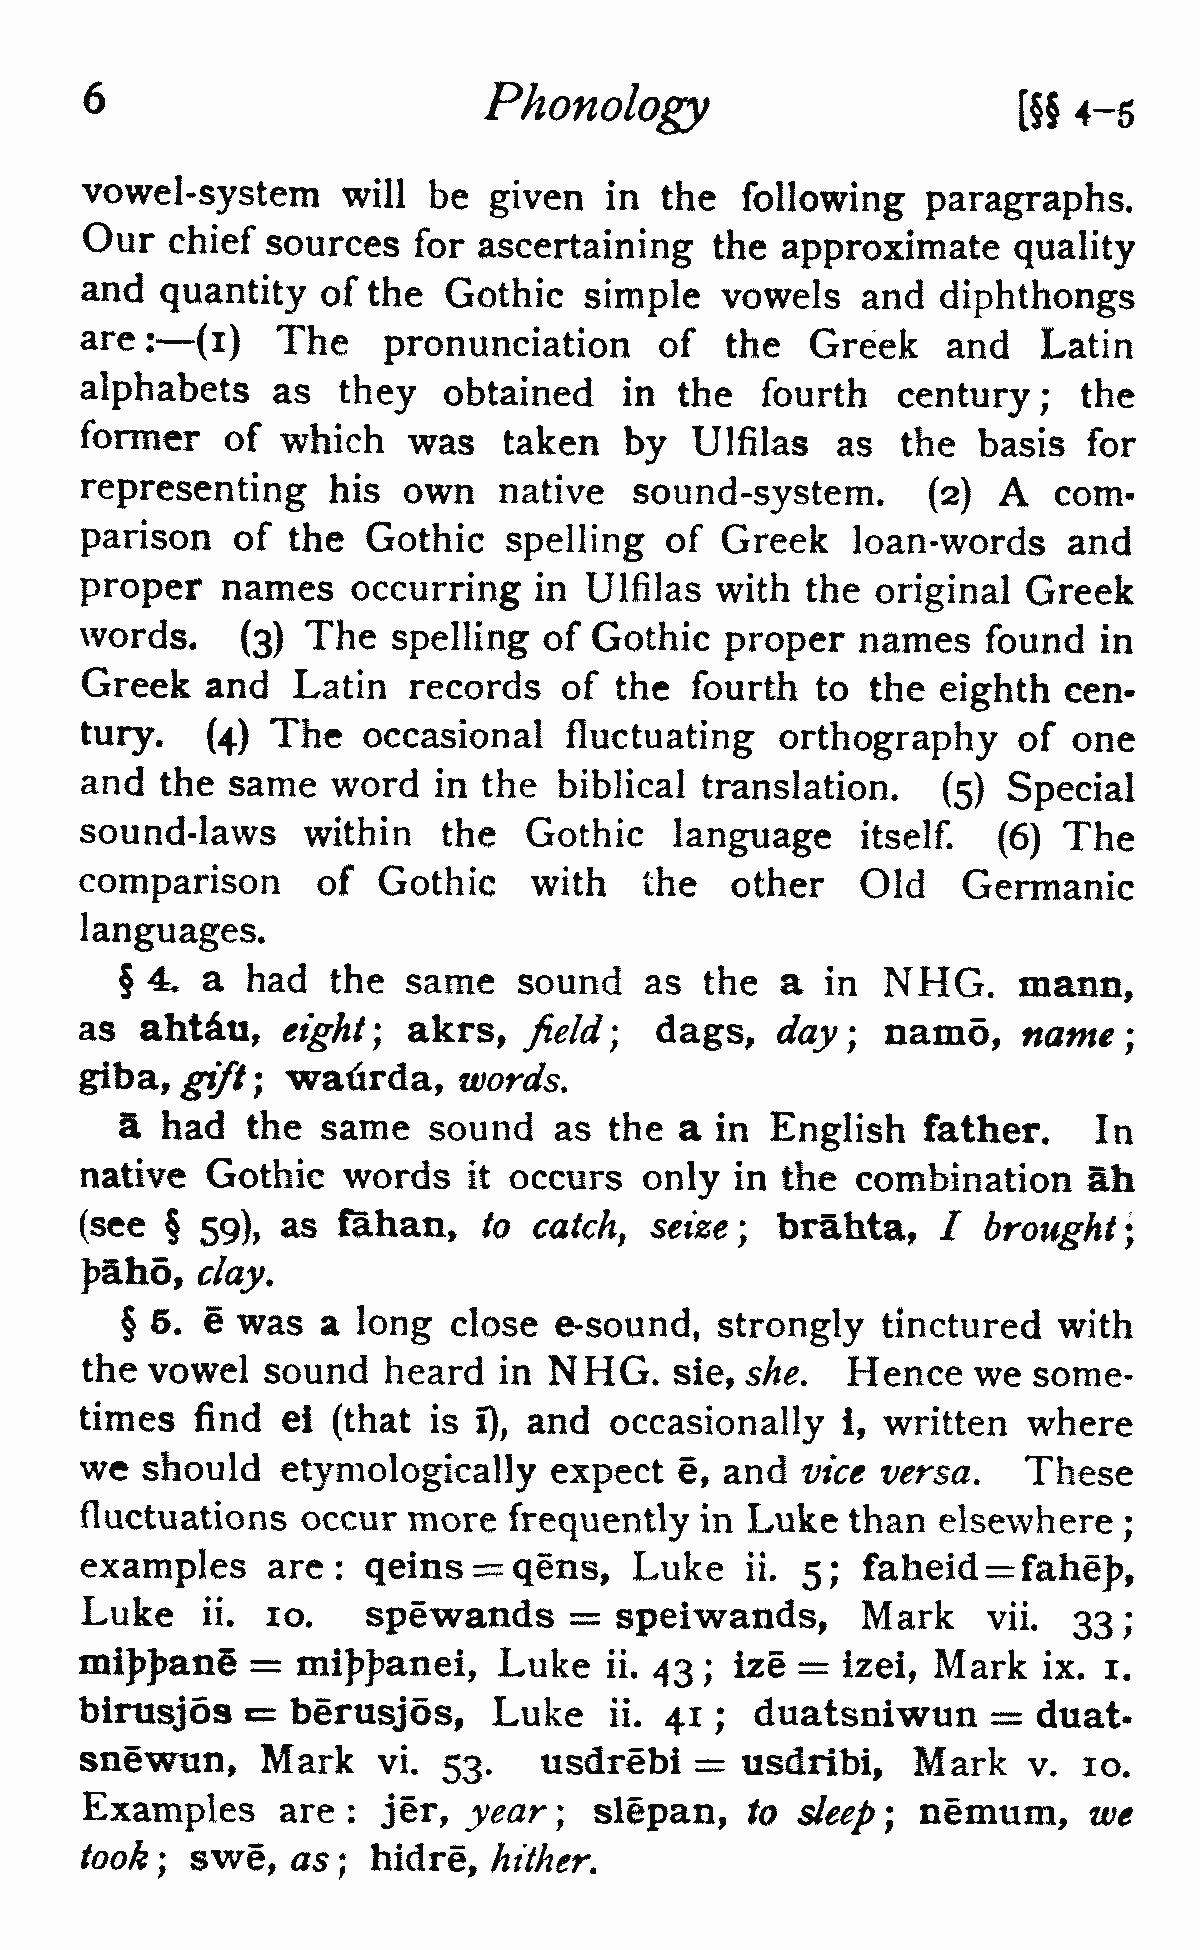 6 Phonology [§§ 4–5
vowel-system will be given in the following paragraphs.
Our chief sources for ascertaining the approximate quality
and quantity of the Gothic simple vowels and diphthongs
are:—(1) The pronunciation of the Greek and Latin
alphabets as they obtained in the fourth century; the
former of which was taken by Ulfilas as the basis for
representing his own native sound-system. (2) A com-
parison of the Gothic spelling of Greek loan-words and
proper names occurring in Ulfilas with the original Greek
words. (3) The spelling of Gothic proper names found in
Greek and Latin records of the fourth to the eighth cen-
tury. (4) The occasional fluctuating orthography of one
and the same word in the biblical translation. (5) Special
sound-laws within the Gothic language itself. (6) The
comparison of Gothic with the other Old Germanic
languages.
§ 4. a had the same sound as the a in NHG. mann,
as ahtáu, eight; akrs, field; dags, day; namō, name;
giba, gift; waúrda, words.
ā had the same sound as the a in English father. In
native Gothic words it occurs only in the combination āh
(see § 59), as fāhan, to catch, seize; brāhta, I brought;
þāhō, clay.
§ 5. ē was a long close e-sound, strongly tinctured with
the vowel sound heard in NHG. sie, she. Hence we some-
times find ei (that is ī), and occasionally i, written where
we should etymologically expect ē, and vice versa. These
fluctuations occur more frequently in Luke than elsewhere;
examples are: qeins = qēns, Luke ii. 5; faheid = fahēþ,
Luke ii. 10. spēwands = speiwands, Mark vii. 33;
miþþanē = miþþanei, Luke ii. 43; izē = izei, Mark ix. 1.
birusjōs = bērusjōs, Luke ii. 41; duatsniwun = duat-
snēwun, Mark vi. 53. usdrēbi = usdribi, Mark v. 10.
Examples are: jēr, year; slēpan, to sleep; nēmum, we
took; swē, as; hidrē, hither.